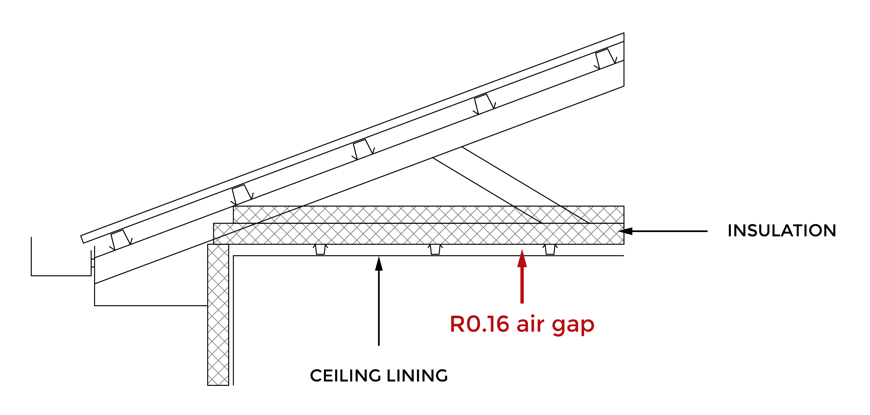 INSULATION
R0.16 air gap
CEILING LINING